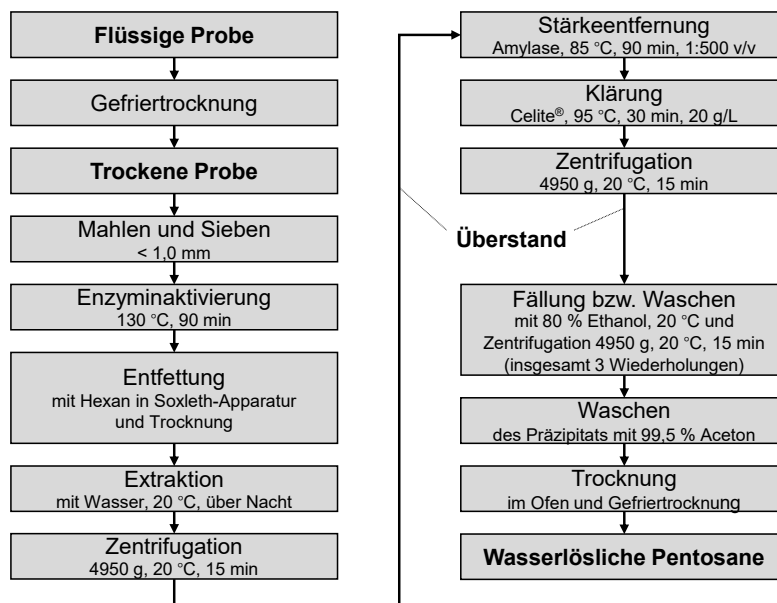 Flüssige Probe
Gefriertrocknung
Trockene Probe
Mahlen und Sieben
< 1,0 mm
Enzyminaktivierung
130 °C, 90 min
Entfettung
mit Hexan in Soxleth-Apparatur
und Trocknung
Extraktion
mit Wasser, 20 °C, über Nacht
Zentrifugation
4950 g, 20 °C, 15 min
Stärkeentfernung
Amylase, 85 °C, 90 min, 1:500 v/v
Klärung
Celite®, 95 °C, 30 min, 20 g/L
Zentrifugation
4950 g, 20 °C, 15 min
Überstand
Fällung bzw. Waschen
mit 80 % Ethanol, 20 °C und
Zentrifugation 4950 g, 20 °C, 15 min
(insgesamt 3 Wiederholungen)
Waschen
des Präzipitats mit 99,5 % Aceton
Trocknung
im Ofen und Gefriertrocknung
Wasserlösliche Pentosane